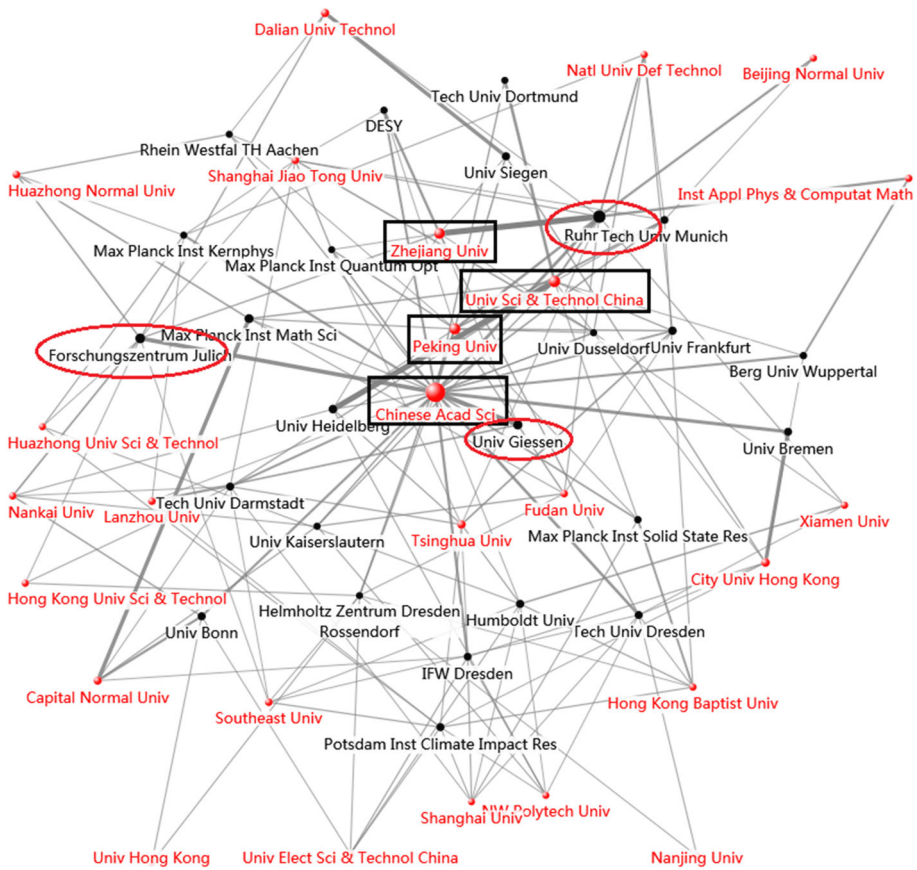 Dalian Univ Technol
Natl Univ Def Technol
Beijing Normal Univ
Tech Univ Dortmund
DESY
Rhein Westfal TH Aachen
Shanghai Jiao Tong Univ
Univ Siegen
Huazhong Normal Univ
Inst Appl Phys & Computat Math
Ruhr
Tech Univ Munich
Max Planck Inst Kernphys
Zhejiang Univ
Max Planck Inst Quantum Opt
Univ Sci & Technol China
Max Planck Inst Math Sci
Peking Univ
Univ Dusseldorf
Univ Frankfurt
Forschungszentrum Julich
Berg Univ Wuppertal
Chinese Acad Sci
Univ Heidelberg
Univ Giessen
Huazhong Univ Sci & Technol
Univ Bremen
Nankai Univ
Lanzhou Univ
Tech Univ Darmstadt
Fudan Univ
Xiamen Univ
Univ Kaiserslautern
Tsinghua Univ
Max Planck Inst Solid State Res
City Univ Hong Kong
Hong Kong Univ Sci & Technol
Helmholtz Zentrum Dresden
Rossendorf
Humboldt Univ
Tech Univ Dresden
Univ Bonn
IFW Dresden
Capital Normal Univ
Hong Kong Baptist Univ
Southeast Univ
Potsdam Inst Climate Impact Res
NW Polytech Univ
Shanghai Univ
Univ Hong Kong
Univ Elect Sci & Technol China
Nanjing Univ